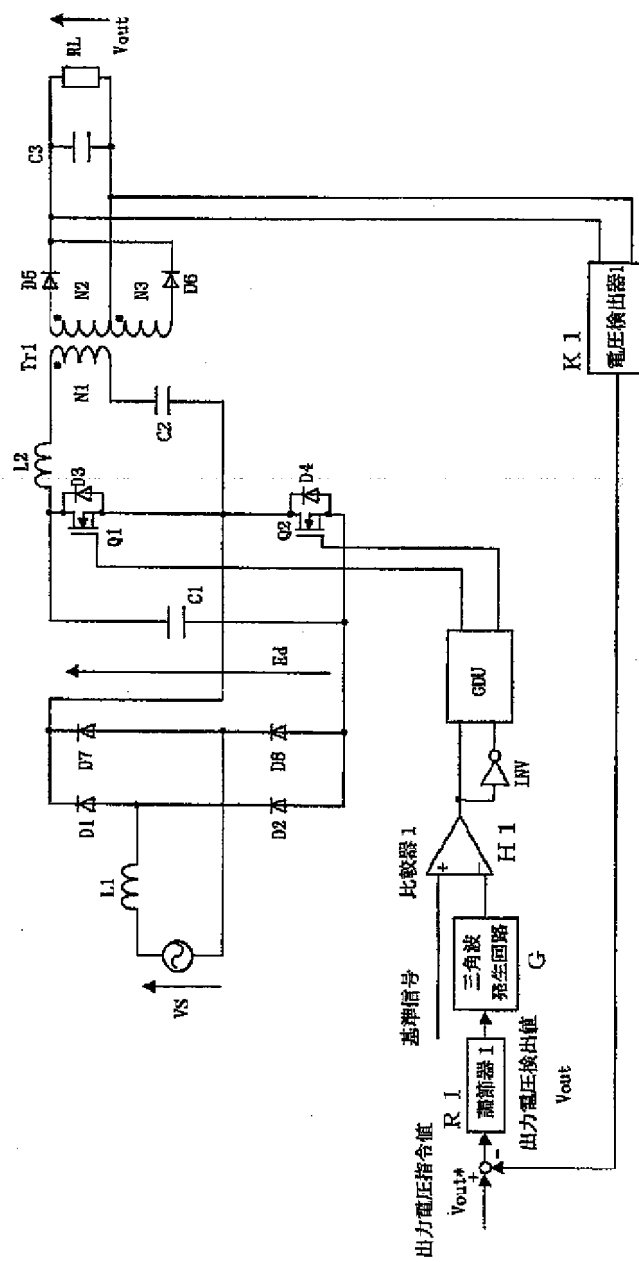 VS
L1
D1
D7
D2
D8
Ed
C1
L2
D3
Q1
D4
Q2
C2
Tr1
N1
N2
N3
D5
D6
C3
RL
Vout
出力電圧指令値
Vout*
+
-
R1
調節器1
出力電圧検出値
Vout
三角波
発生回路
G
基準信号
比較器1
+
-
H1
INV
GDU
K1
電圧検出器1